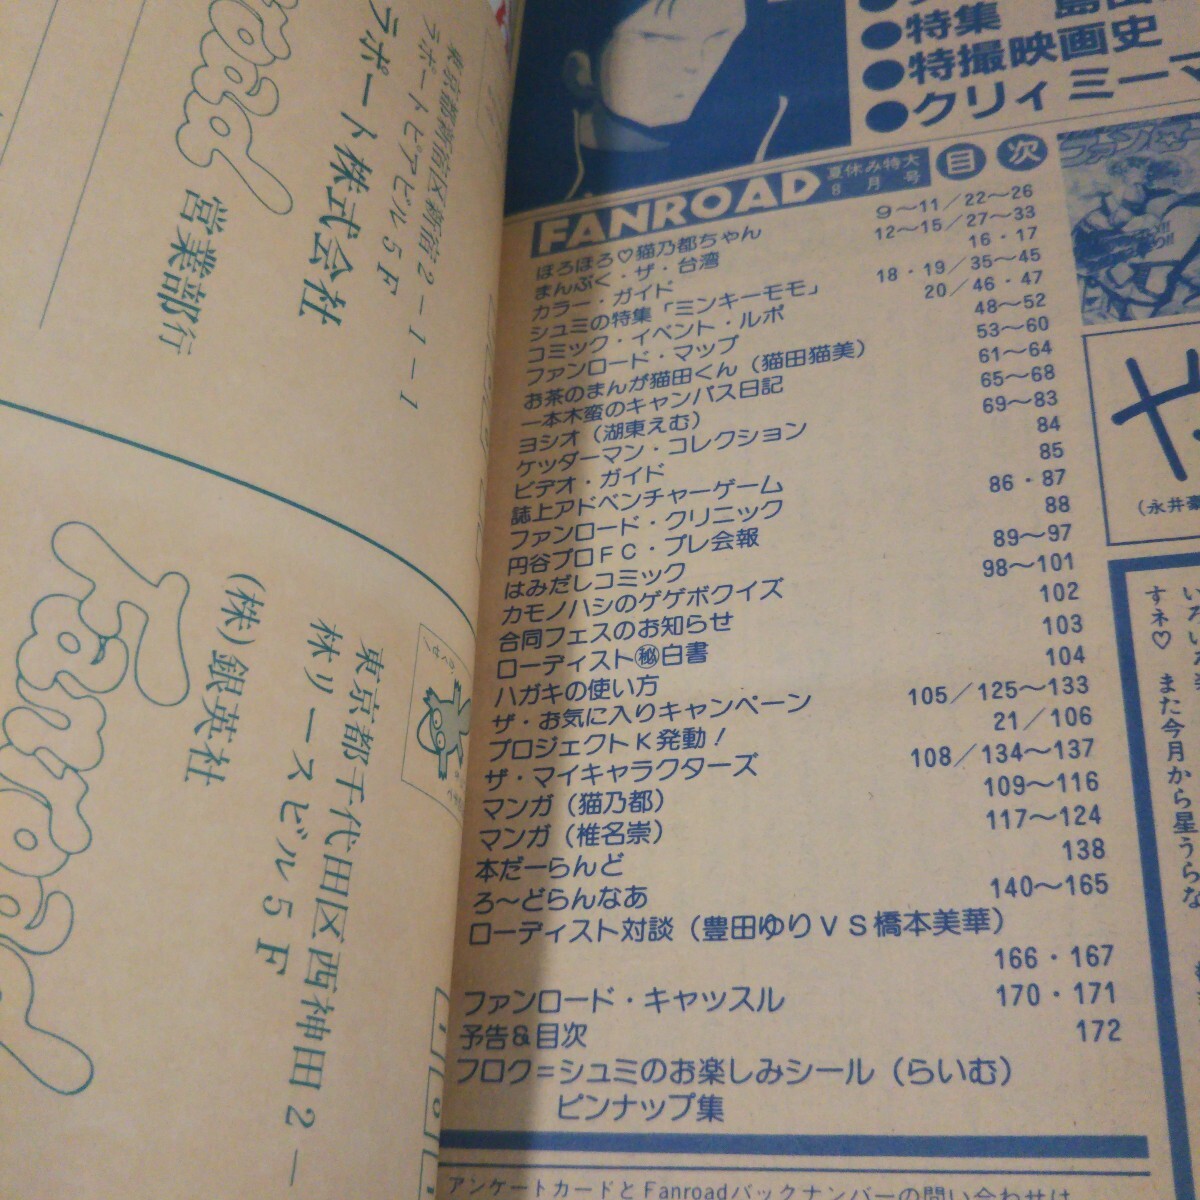 東京都新宿区新宿2-1-1
ラポートピアビル5F
ラポート株式会社
営業部行
東京都千代田区西神田2-
林リースビル5F
(株)銀英社
Fanroad
●特集
●特撮映画史
●クリィミーマ
FANROAD 夏休み特大8月号 目次
ほろほろ♡猫乃都ちゃん 9〜11/22〜26
まんぷく・ザ・台湾 12〜15/27〜33
カラー・ガイド 16・17
シュミの特集「ミンキーモモ」 18・19/35〜45
コミック・イベント・ルポ 20/46・47
ファンロード・マップ 48〜52
お茶のまんが猫田くん(猫田猫美) 53〜60
一本木蛮のキャンバス日記 61〜64
ヨシオ(湖東えむ) 65〜68
ケッダーマン・コレクション 69〜83
ビデオ・ガイド 84
誌上アドベンチャーゲーム 85
ファンロード・クリニック 86・87
円谷プロFC・プレ会報 88
はみだしコミック 89〜97
カモノハシのゲゲボクイズ 98〜101
合同フェスのお知らせ 102
ローディスト㊙白書 103
ハガキの使い方 104
ザ・お気に入りキャンペーン 105/125〜133
プロジェクトK発動! 21/106
ザ・マイキャラクターズ 108/134〜137
マンガ(猫乃都) 109〜116
マンガ(椎名崇) 117〜124
本だーらんど 138
ろ〜どらんなあ 140〜165
ローディスト対談(豊田ゆりVS橋本美華)
166・167
ファンロード・キャッスル 170・171
予告&目次 172
フロク=シュミのお楽しみシール(らいむ)
ピンナップ集
アンケートカードとFanroadバックナンバーの問い合わせは
(永井豪
すネ♡ また今月から星うらな